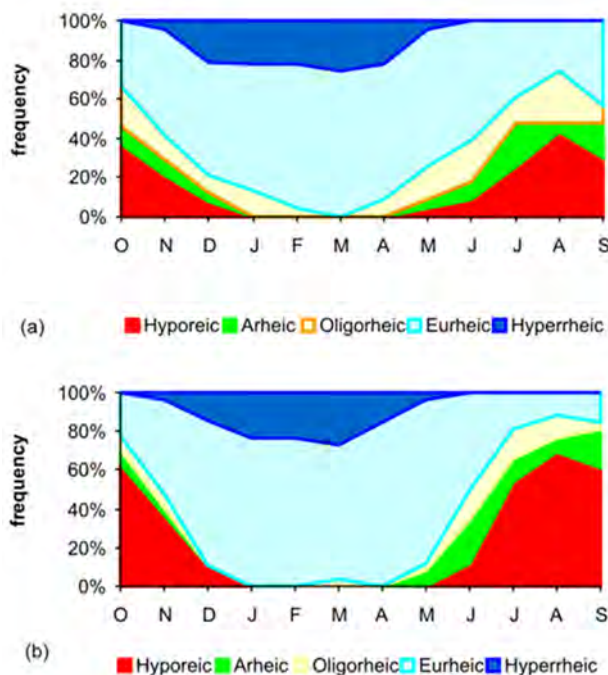 100%
80%
60%
40%
20%
0%
frequency
O N D J F M A M J J A S
(a)
Hyporeic Arheic Oligorheic Eurheic Hyperrheic
100%
80%
60%
40%
20%
0%
frequency
O N D J F M A M J J A S
(b)
Hyporeic Arheic Oligorheic Eurheic Hyperrheic